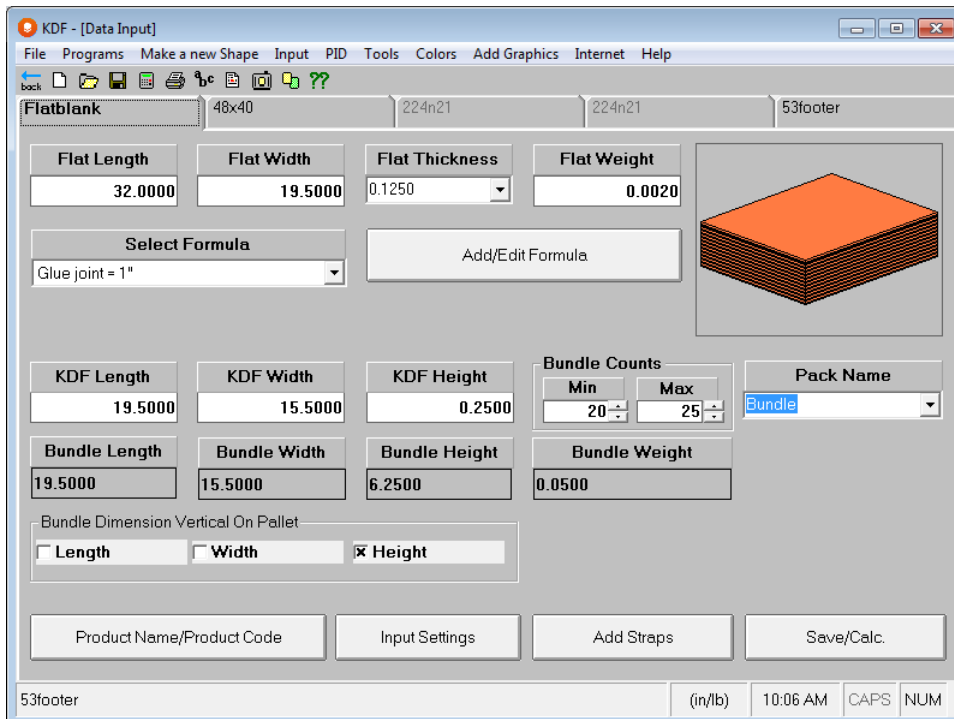 KDF - [Data Input]
File Programs Make a new Shape Input PID Tools Colors Add Graphics Internet Help
back abc ??
Flatblank 48x40 224n21 224n21 53footer
Flat Length Flat Width Flat Thickness Flat Weight
32.0000 19.5000 0.1250 0.0020
Select Formula
Glue joint = 1"
Add/Edit Formula
Bundle Counts
KDF Length KDF Width KDF Height Min Max Pack Name
19.5000 15.5000 0.2500 20 25 Bundle
Bundle Length Bundle Width Bundle Height Bundle Weight
19.5000 15.5000 6.2500 0.0500
Bundle Dimension Vertical On Pallet
Length Width Height
Product Name/Product Code Input Settings Add Straps Save/Calc.
53footer (in/lb) 10:06 AM CAPS NUM